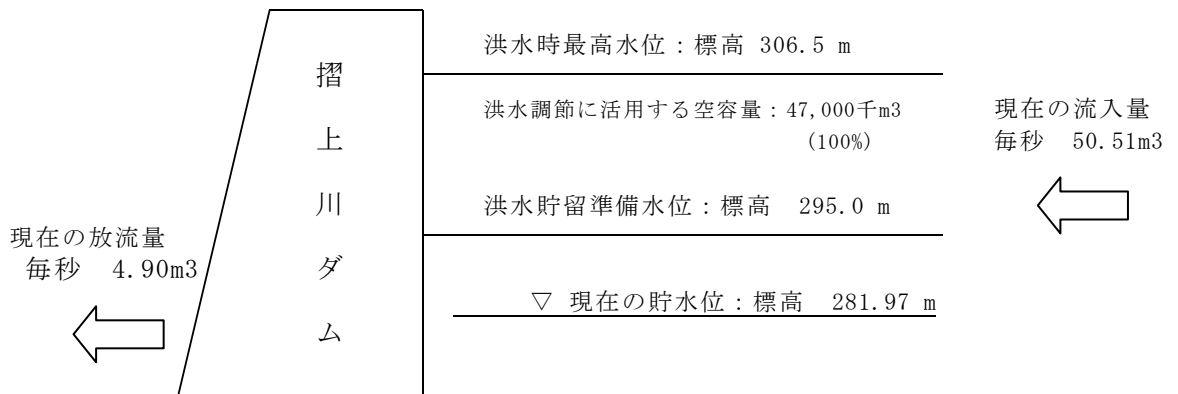 洪水時最高水位：標高 306.5 m
摺上川ダム
洪水調節に活用する空容量：47,000千m3
(100%)
現在の流入量
毎秒　50.51m3
洪水貯留準備水位：標高　295.0 m
現在の放流量
毎秒　4.90m3
▽ 現在の貯水位：標高　281.97 m